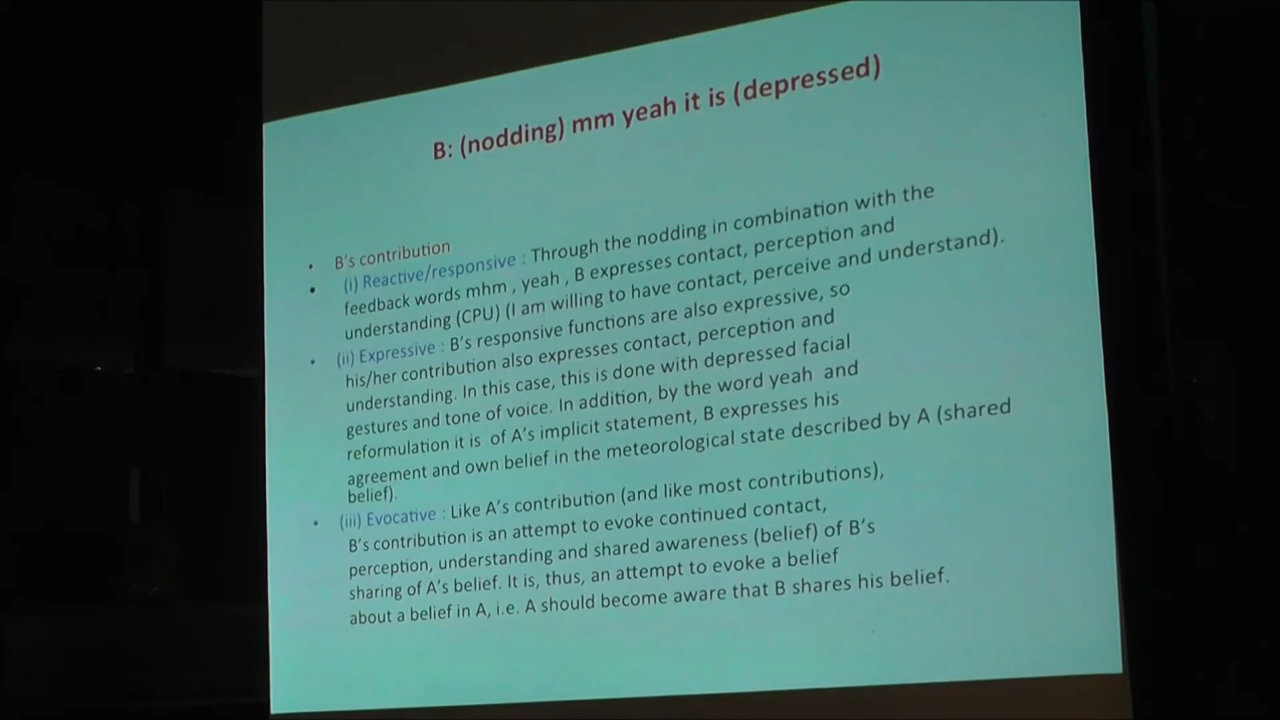 B: (nodding) mm yeah it is (depressed)
• B's contribution
• (i) Reactive/responsive : Through the nodding in combination with the
feedback words mhm , yeah , B expresses contact, perception and
understanding (CPU) (I am willing to have contact, perceive and understand).
• (ii) Expressive : B's responsive functions are also expressive, so
his/her contribution also expresses contact, perception and
understanding. In this case, this is done with depressed facial
gestures and tone of voice. In addition, by the word yeah and
reformulation it is of A's implicit statement, B expresses his
agreement and own belief in the meteorological state described by A (shared
belief).
• (iii) Evocative : Like A's contribution (and like most contributions),
B's contribution is an attempt to evoke continued contact,
perception, understanding and shared awareness (belief) of B's
sharing of A's belief. It is, thus, an attempt to evoke a belief
about a belief in A, i.e. A should become aware that B shares his belief.